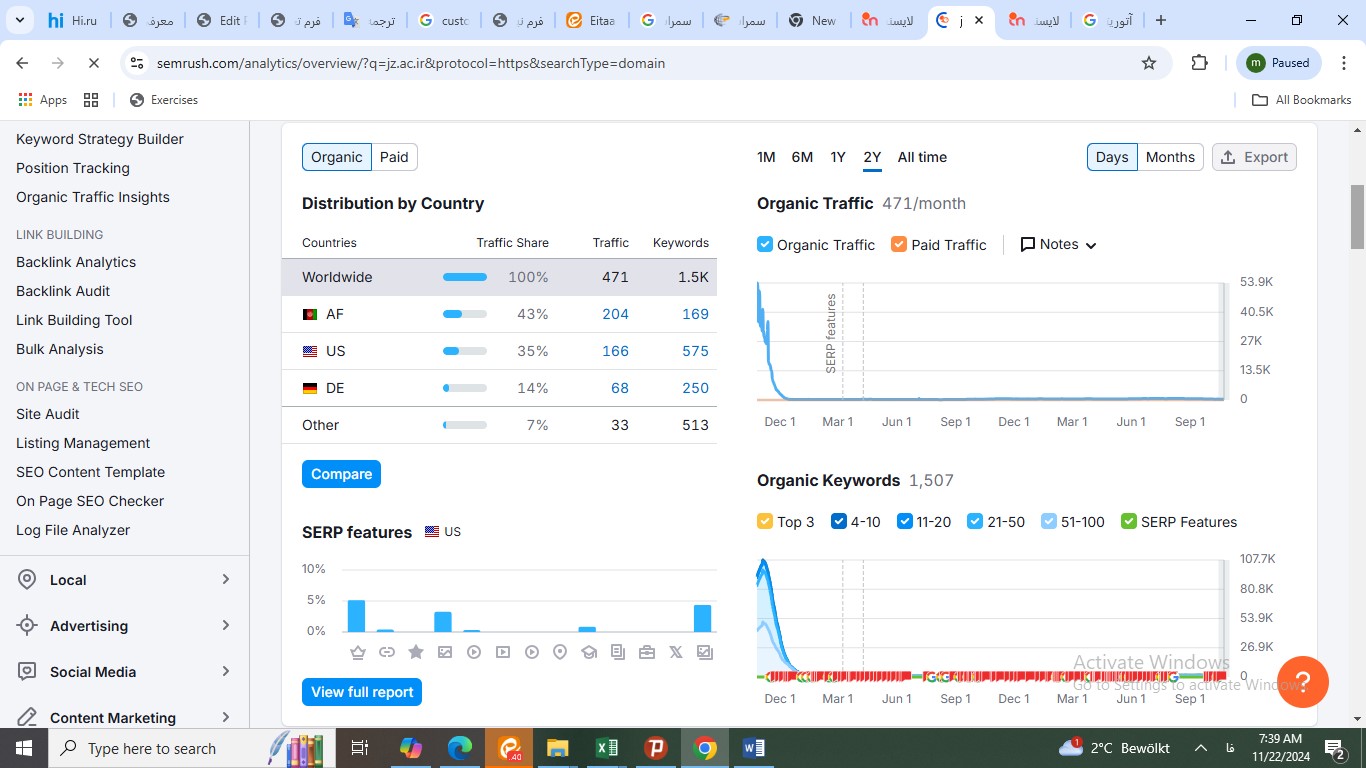 Hi.ru
معرف
Edit
فرم ت
ترجمه
custo
فرم ن
Eitaa
سمرا
سمراد
New
لایسن
j
لایسنـ
آتوریا
semrush.com/analytics/overview/?q=jz.ac.ir&protocol=https&searchType=domain
m Paused
Apps
Exercises
All Bookmarks
Keyword Strategy Builder
Position Tracking
Organic Traffic Insights
LINK BUILDING
Backlink Analytics
Backlink Audit
Link Building Tool
Bulk Analysis
ON PAGE & TECH SEO
Site Audit
Listing Management
SEO Content Template
On Page SEO Checker
Log File Analyzer
Local
Advertising
Social Media
Content Marketing
Organic Paid
Distribution by Country
Countries Traffic Share Traffic Keywords
Worldwide 100% 471 1.5K
AF 43% 204 169
US 35% 166 575
DE 14% 68 250
Other 7% 33 513
Compare
SERP features US
10%
5%
0%
View full report
1M 6M 1Y 2Y All time
Days Months Export
Organic Traffic 471/month
Organic Traffic Paid Traffic Notes
53.9K
40.5K
27K
13.5K
0
SERP features
Dec 1 Mar 1 Jun 1 Sep 1 Dec 1 Mar 1 Jun 1 Sep 1
Organic Keywords 1,507
Top 3 4-10 11-20 21-50 51-100 SERP Features
107.7K
80.8K
53.9K
26.9K
0
Dec 1 Mar 1 Jun 1 Sep 1 Dec 1 Mar 1 Jun 1 Sep 1
Activate Windows
Go to Settings to activate Windows.
?
Type here to search
.40
1
2°C Bewölkt
فا
7:39 AM
11/22/2024
2